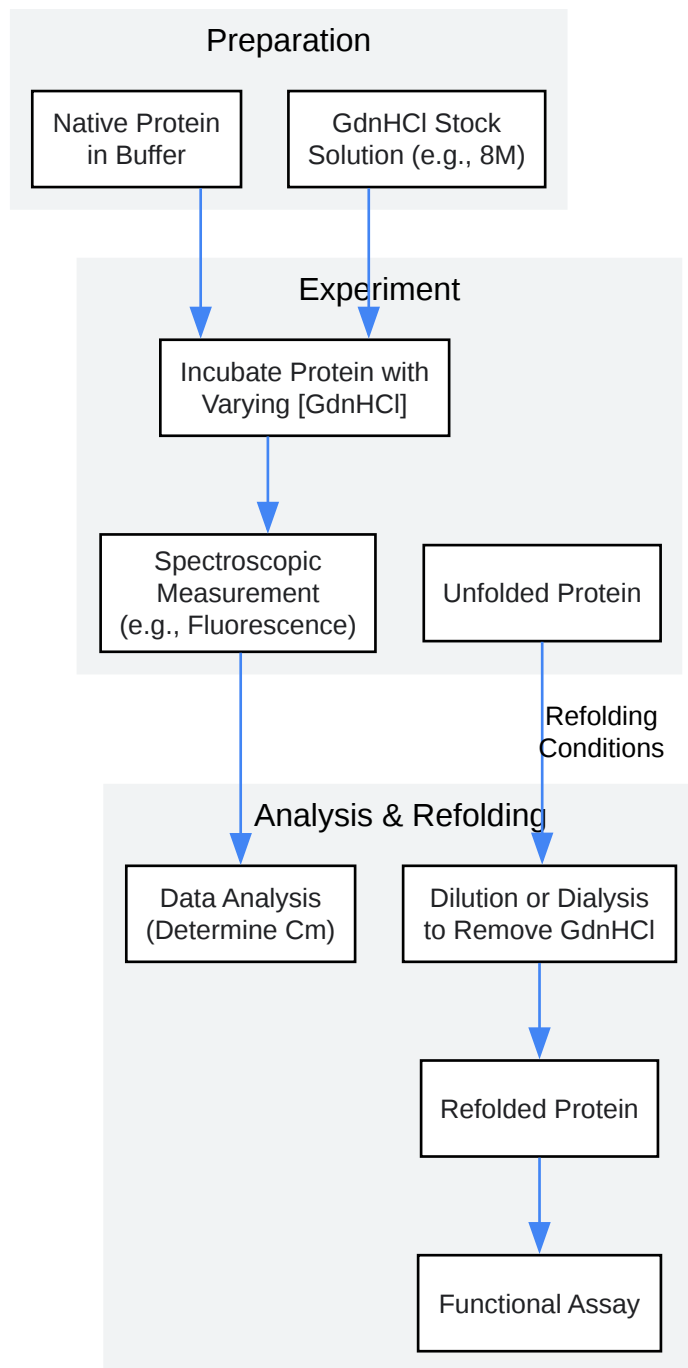 Preparation
Native Protein
in Buffer
GdnHCl Stock
Solution (e.g., 8M)
Experiment
Incubate Protein with
Varying [GdnHCl]
Spectroscopic
Measurement
(e.g., Fluorescence)
Unfolded Protein
Refolding
Conditions
Analysis & Refolding
Data Analysis
(Determine Cm)
Dilution or Dialysis
to Remove GdnHCl
Refolded Protein
Functional Assay